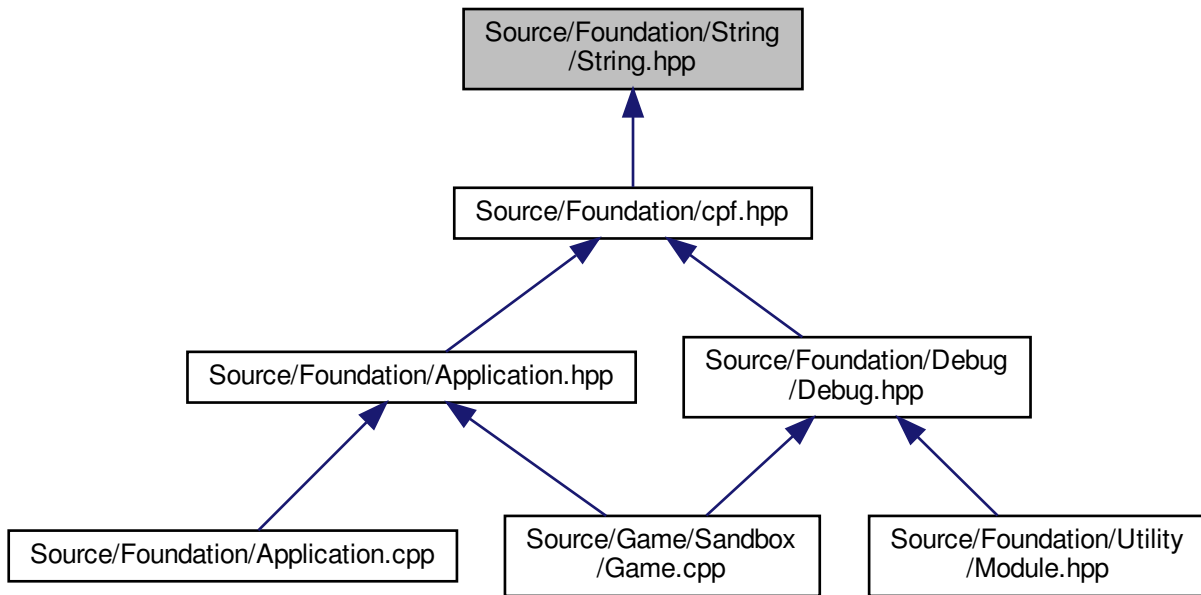 Source/Foundation/String
/String.hpp
Source/Foundation/cpf.hpp
Source/Foundation/Application.hpp
Source/Foundation/Debug
/Debug.hpp
Source/Foundation/Application.cpp
Source/Game/Sandbox
/Game.cpp
Source/Foundation/Utility
/Module.hpp